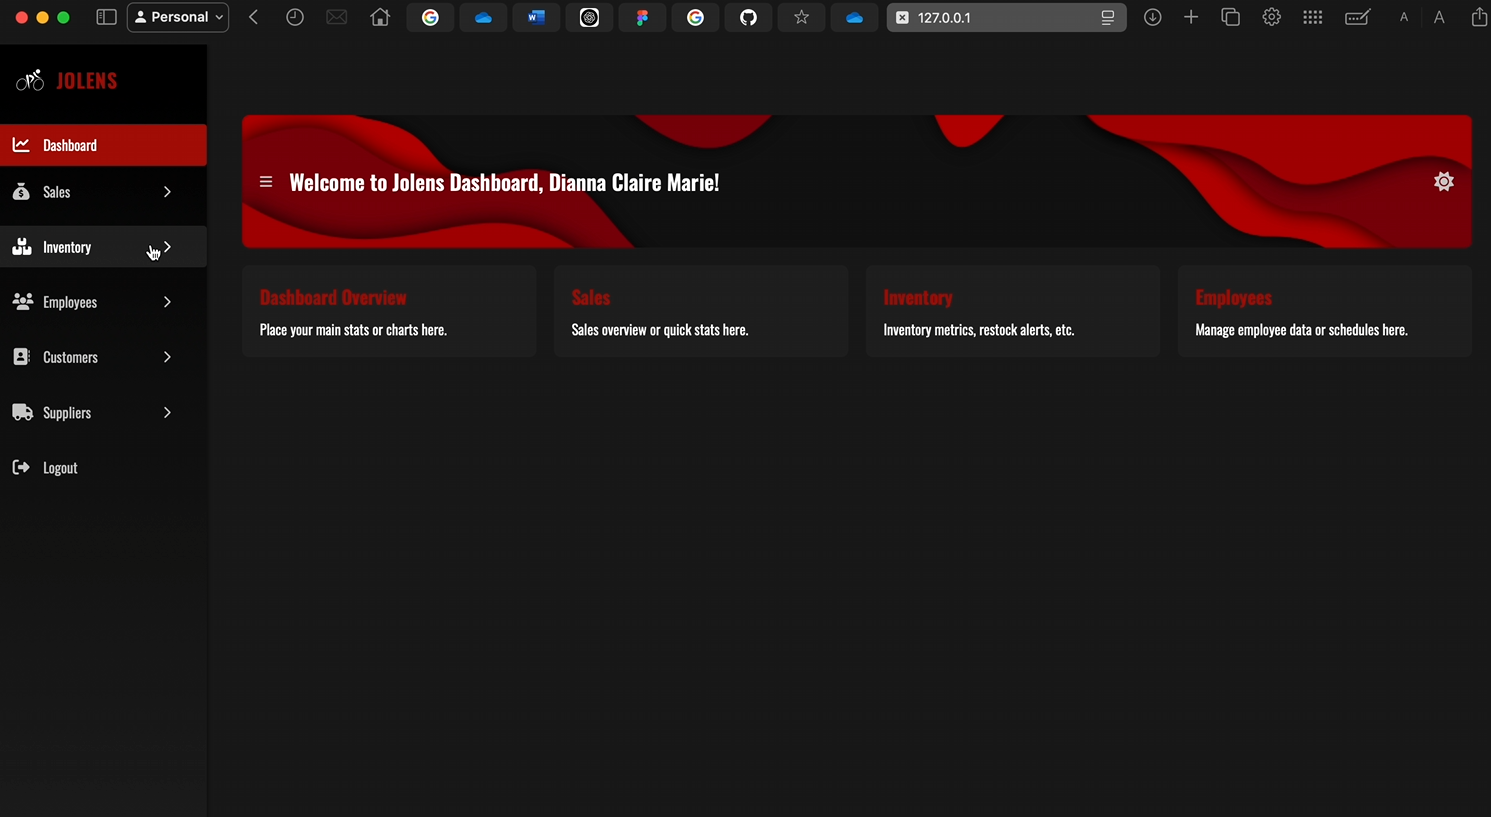 Personal
127.0.0.1
A
A
JOLENS
Dashboard
Sales
Inventory
Employees
Customers
Suppliers
Logout
Welcome to Jolens Dashboard, Dianna Claire Marie!
Dashboard Overview
Place your main stats or charts here.
Sales
Sales overview or quick stats here.
Inventory
Inventory metrics, restock alerts, etc.
Employees
Manage employee data or schedules here.